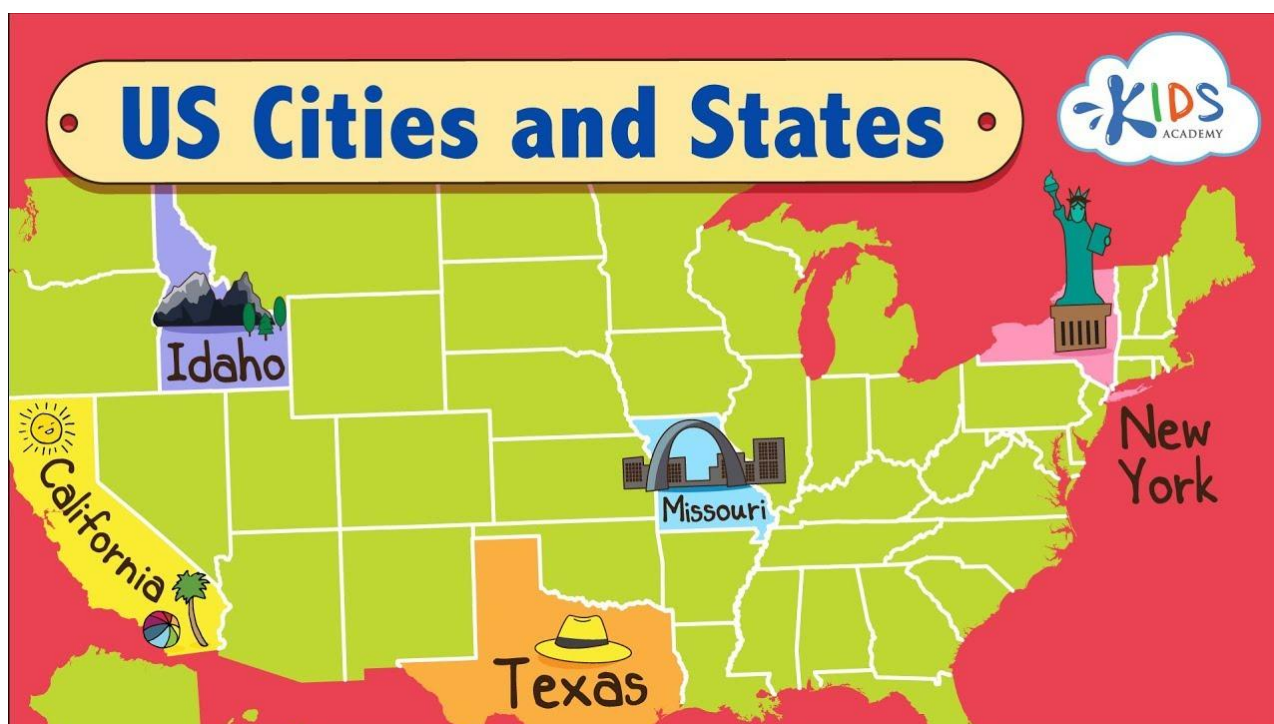 US Cities and States
KIDS
ACADEMY
Idaho
California
Missouri
Texas
New
York